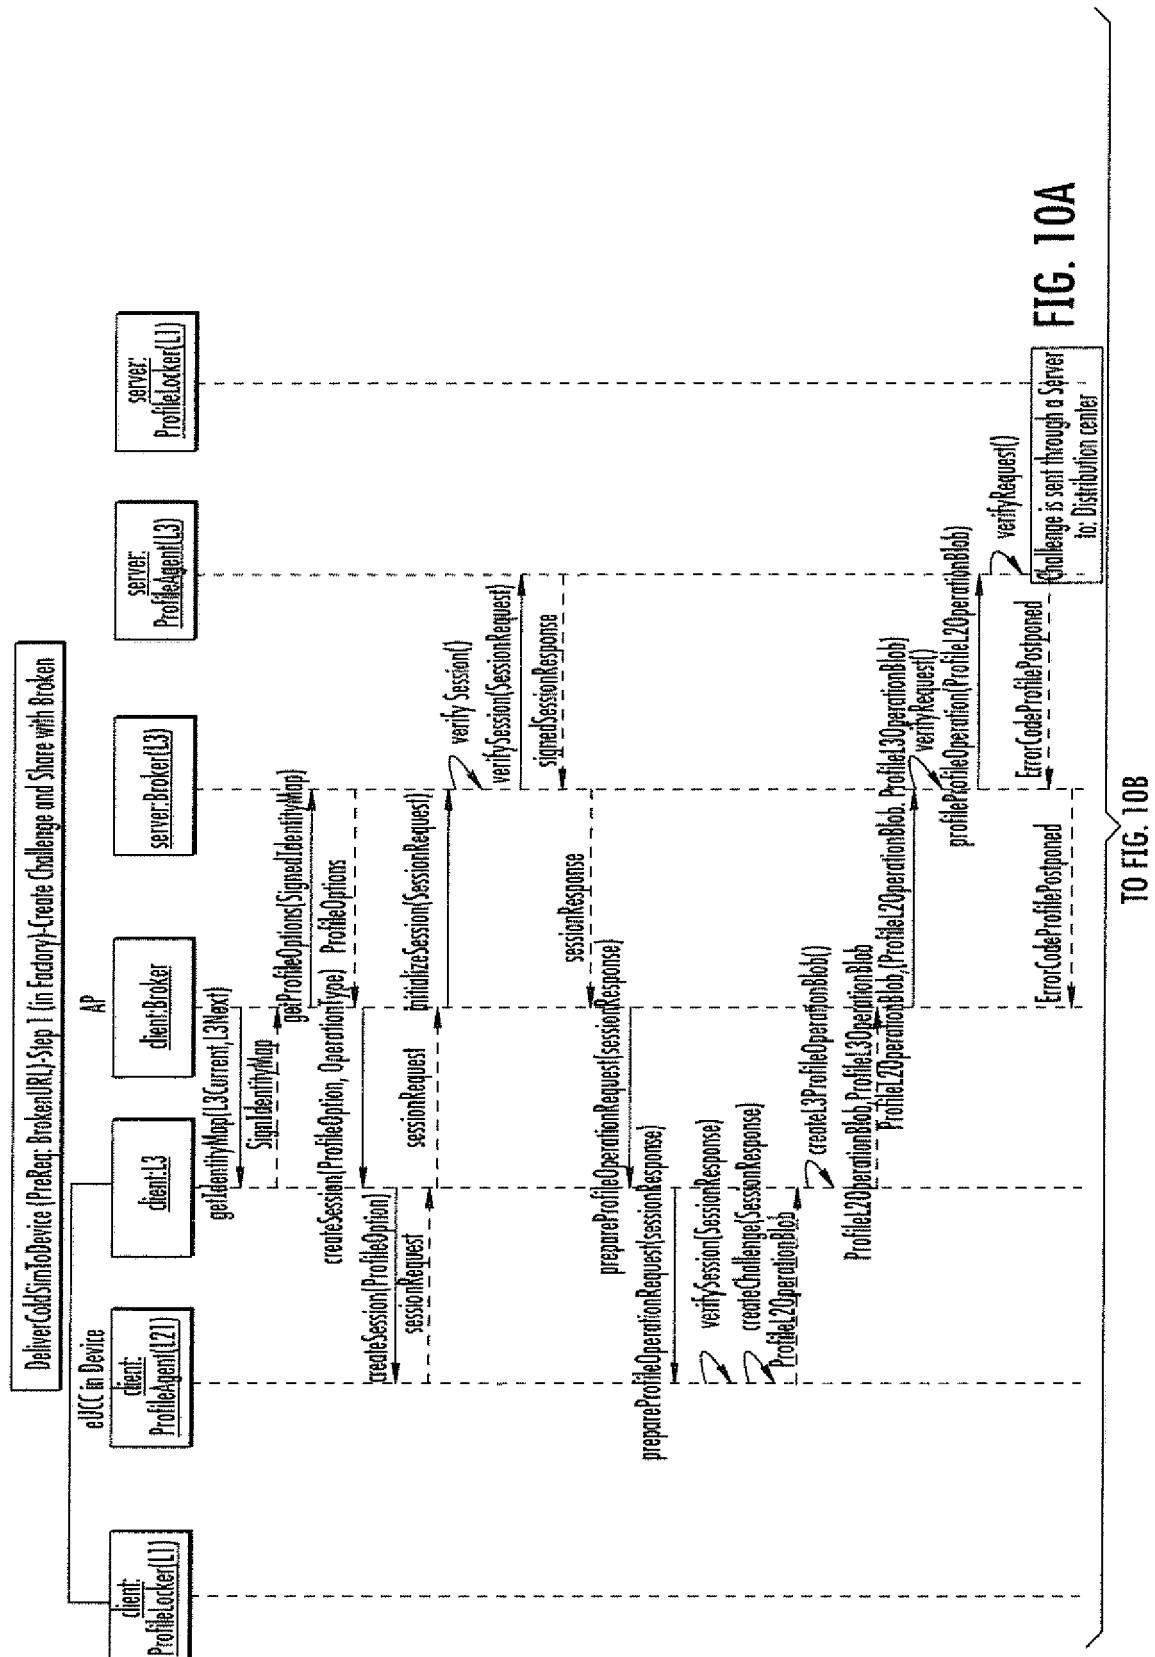 DeliverColdSimToDevice (PreReq: BrokenURL)-Step 1 (in Factory)-Create Challenge and Share with Broken
eUCC in Device
AP
client:
ProfileLocker(L1)
client:
ProfileAgent(L21)
client:L3
client:Broker
server:Broker(L3)
server:
ProfileAgent(L3)
server:
ProfileLocker(L1)
getIdentityMap(L3Current,L3Next)
SignIdentityMap
getProfileOptions(SignedIdentityMap)
ProfileOptions
createSession(ProfileOption, OperationType)
createSession(ProfileOption)
sessionRequest
sessionRequest
initializeSession(SessionRequest)
verify Session()
verifySession(SessionRequest)
signedSessionResponse
sessionResponse
prepareProfileOperationRequest(sessionResponse)
prepareProfileOperationRequest(sessionResponse)
verifySession(SessionResponse)
createChallenge(SessionResponse)
ProfileL2OperationBlob
createL3ProfileOperationBlob()
ProfileL2OperationBlob,ProfileL3OperationBlob
ProfileL2OperationBlob,(ProfileL2OperationBlob. ProfileL3OperationBlob)
verifyRequest()
profileProfileOperation(ProfileL2OperationBlob)
verifyRequest()
Challenge is sent through a Server
to: Distribution center
ErrorCodeProfilePostponed
ErrorCodeProfilePostponed
FIG. 10A
TO FIG. 10B